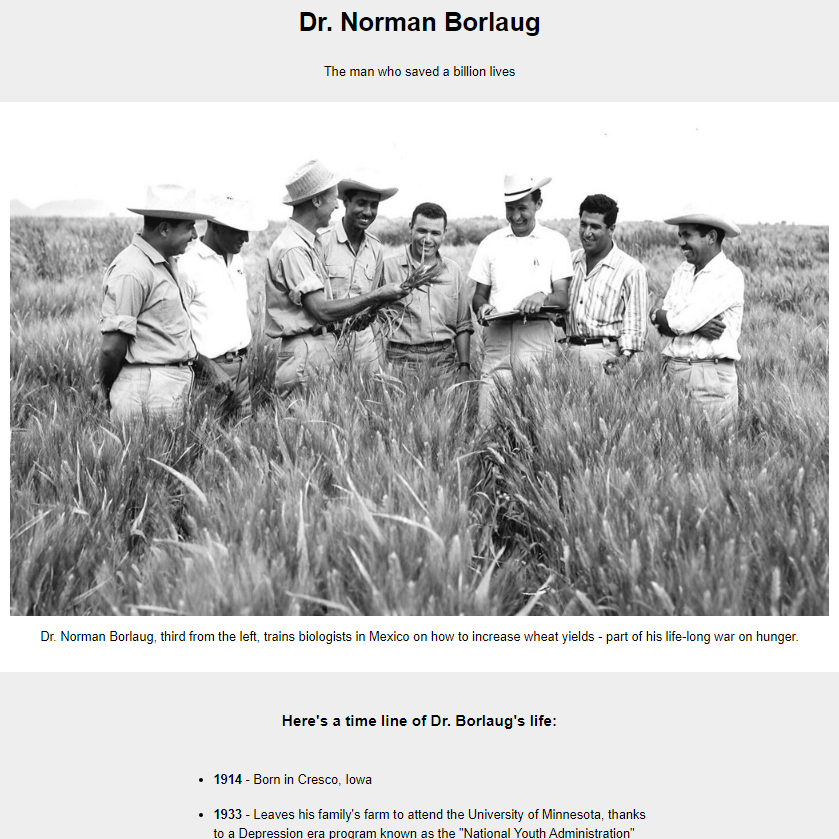 Dr. Norman Borlaug
The man who saved a billion lives
Dr. Norman Borlaug, third from the left, trains biologists in Mexico on how to increase wheat yields - part of his life-long war on hunger.
Here's a time line of Dr. Borlaug's life:
1914 - Born in Cresco, Iowa
1933 - Leaves his family's farm to attend the University of Minnesota, thanks
to a Depression era program known as the "National Youth Administration"